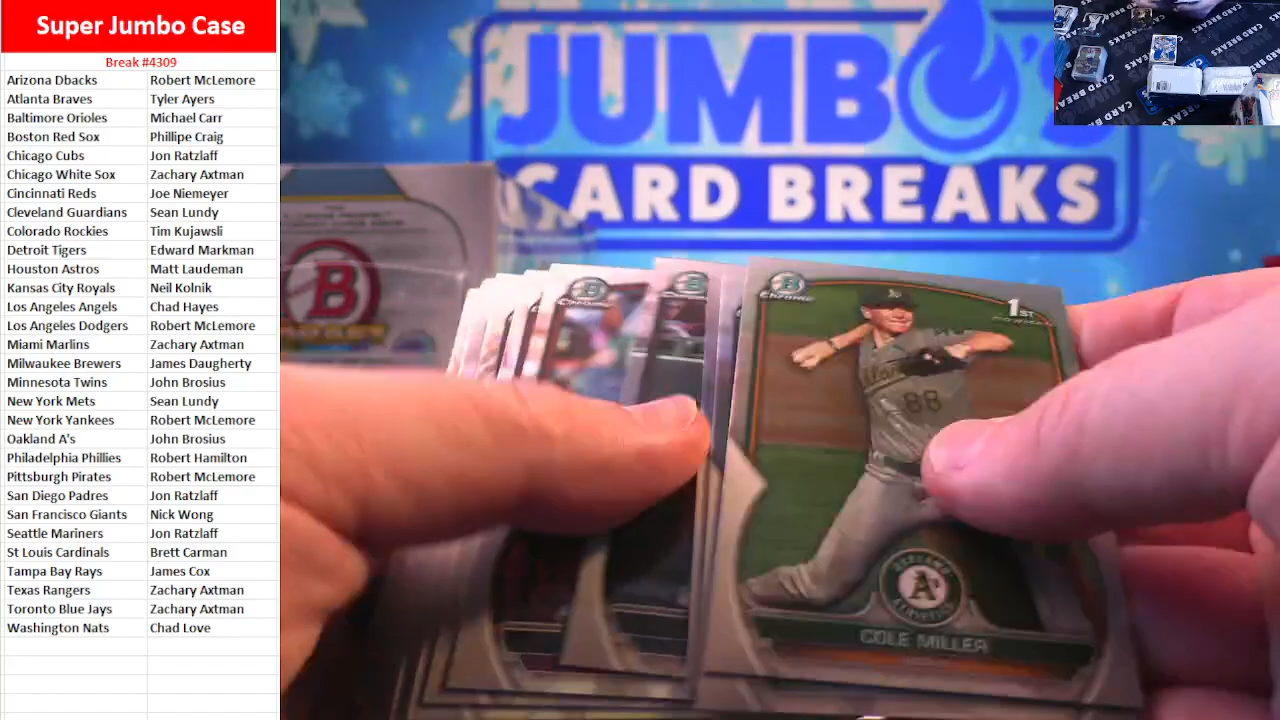 Super Jumbo Case
Break #4309
Arizona Dbacks Robert McLemore
Atlanta Braves Tyler Ayers
Baltimore Orioles Michael Carr
Boston Red Sox Phillipe Craig
Chicago Cubs Jon Ratzlaff
Chicago White Sox Zachary Axtman
Cincinnati Reds Joe Niemeyer
Cleveland Guardians Sean Lundy
Colorado Rockies Tim Kujawsli
Detroit Tigers Edward Markman
Houston Astros Matt Laudeman
Kansas City Royals Neil Kolnik
Los Angeles Angels Chad Hayes
Los Angeles Dodgers Robert McLemore
Miami Marlins Zachary Axtman
Milwaukee Brewers James Daugherty
Minnesota Twins John Brosius
New York Mets Sean Lundy
New York Yankees Robert McLemore
Oakland A's John Brosius
Philadelphia Phillies Robert Hamilton
Pittsburgh Pirates Robert McLemore
San Diego Padres Jon Ratzlaff
San Francisco Giants Nick Wong
Seattle Mariners Jon Ratzlaff
St Louis Cardinals Brett Carman
Tampa Bay Rays James Cox
Texas Rangers Zachary Axtman
Toronto Blue Jays Zachary Axtman
Washington Nats Chad Love
JUMBO'S
CARD BREAKS
B
B
Chrome
1ST
88
A's
COLE MILLER
CARD BREAKS